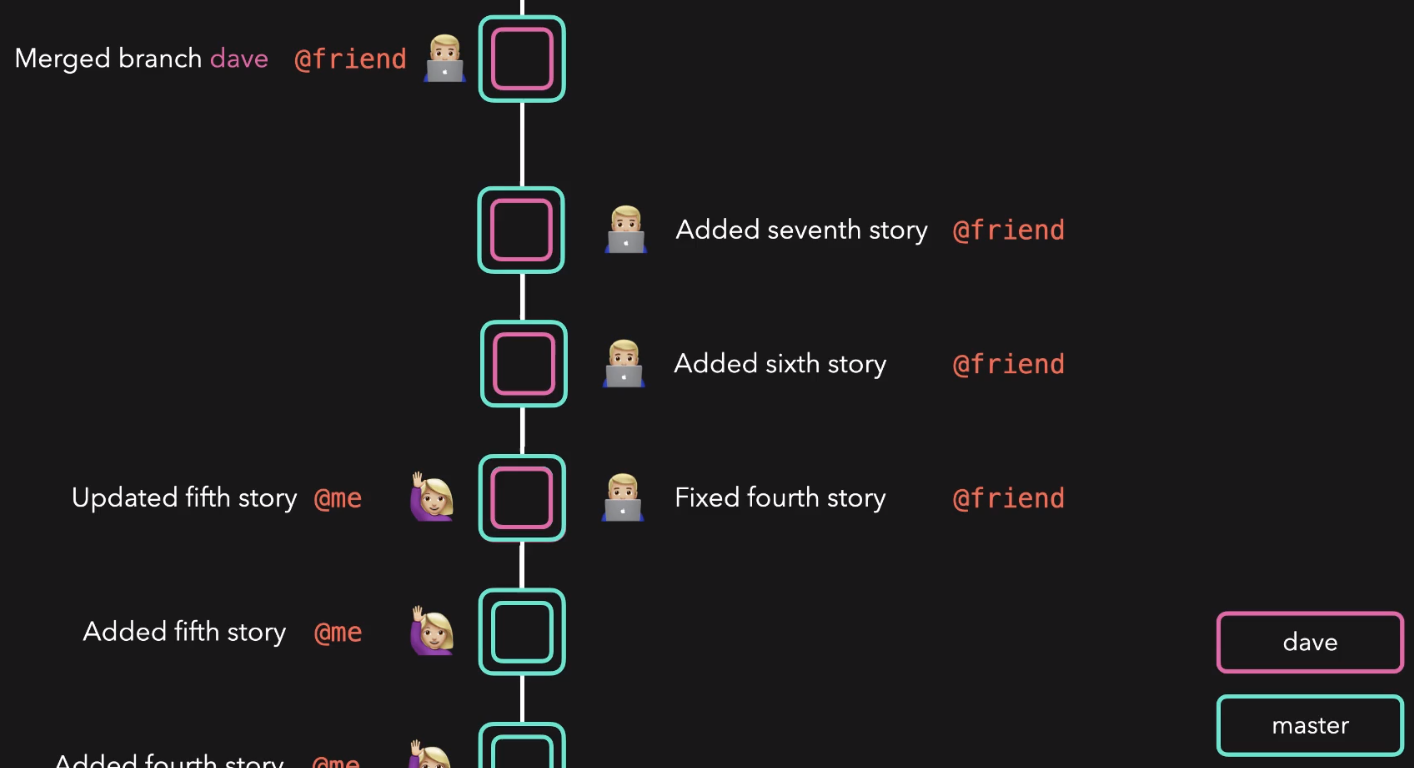 Merged branch dave @friend
Added seventh story @friend
Added sixth story @friend
Updated fifth story @me Fixed fourth story @friend
Added fifth story @me
dave
master
Added fourth story @me